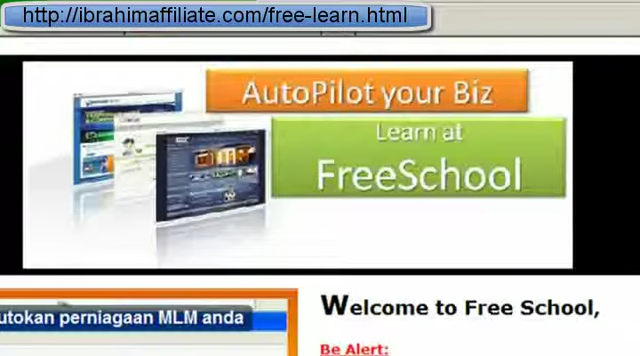 http://ibrahimaffiliate.com/free-learn.html
AutoPilot your Biz
Learn at
FreeSchool
Welcome to Free School,
perniagaan MLM anda
Be Alert: